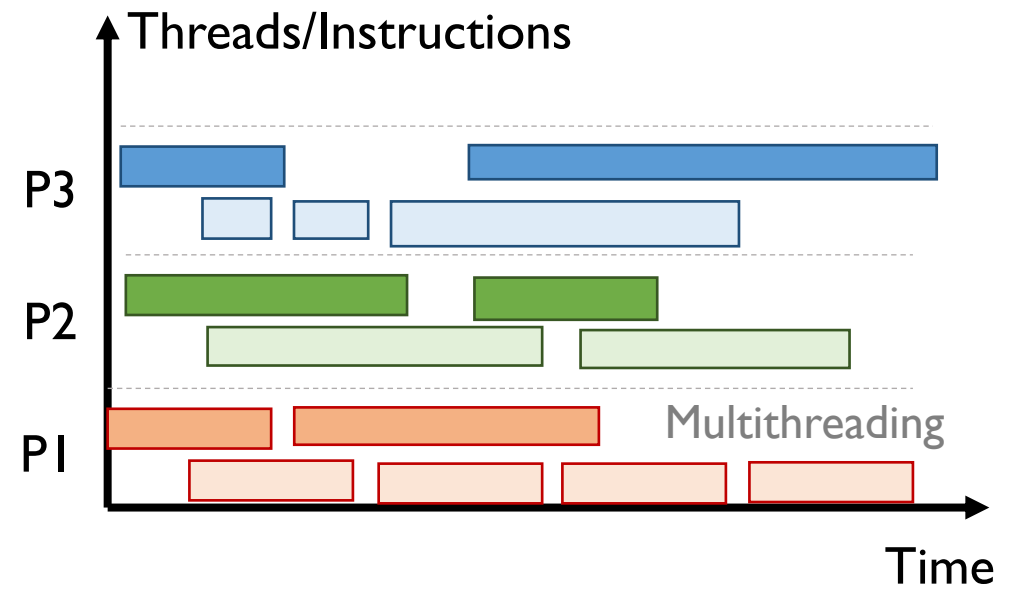 Threads/Instructions
P3
P2
P1
Multithreading
Time